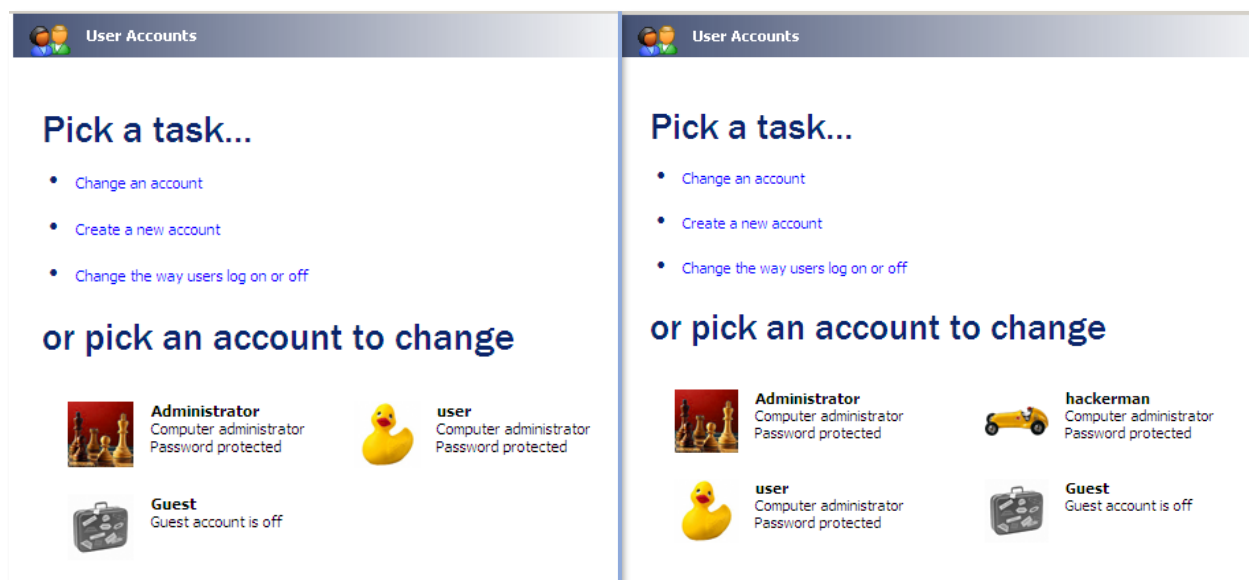 User Accounts
Pick a task...
• Change an account
• Create a new account
• Change the way users log on or off
or pick an account to change
Administrator
Computer administrator
Password protected
user
Computer administrator
Password protected
Guest
Guest account is off
User Accounts
Pick a task...
• Change an account
• Create a new account
• Change the way users log on or off
or pick an account to change
Administrator
Computer administrator
Password protected
hackerman
Computer administrator
Password protected
user
Computer administrator
Password protected
Guest
Guest account is off